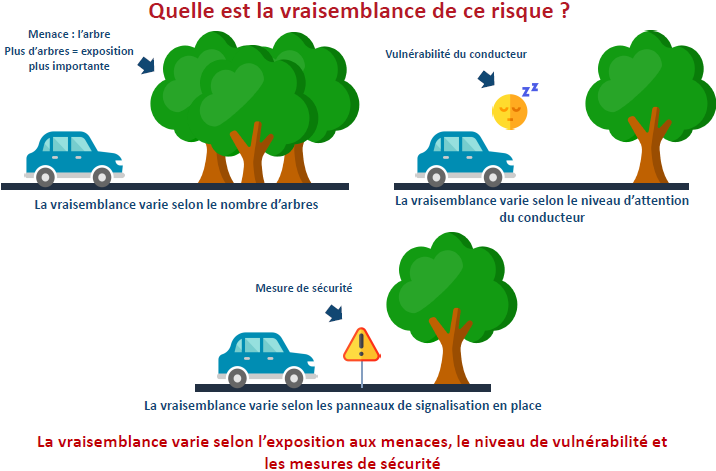 Quelle est la vraisemblance de ce risque ?
Menace : l’arbre
Plus d’arbres = exposition
plus importante
La vraisemblance varie selon le nombre d’arbres
Vulnérabilité du conducteur
zz
La vraisemblance varie selon le niveau d’attention
du conducteur
Mesure de sécurité
!
La vraisemblance varie selon les panneaux de signalisation en place
La vraisemblance varie selon l’exposition aux menaces, le niveau de vulnérabilité et
les mesures de sécurité